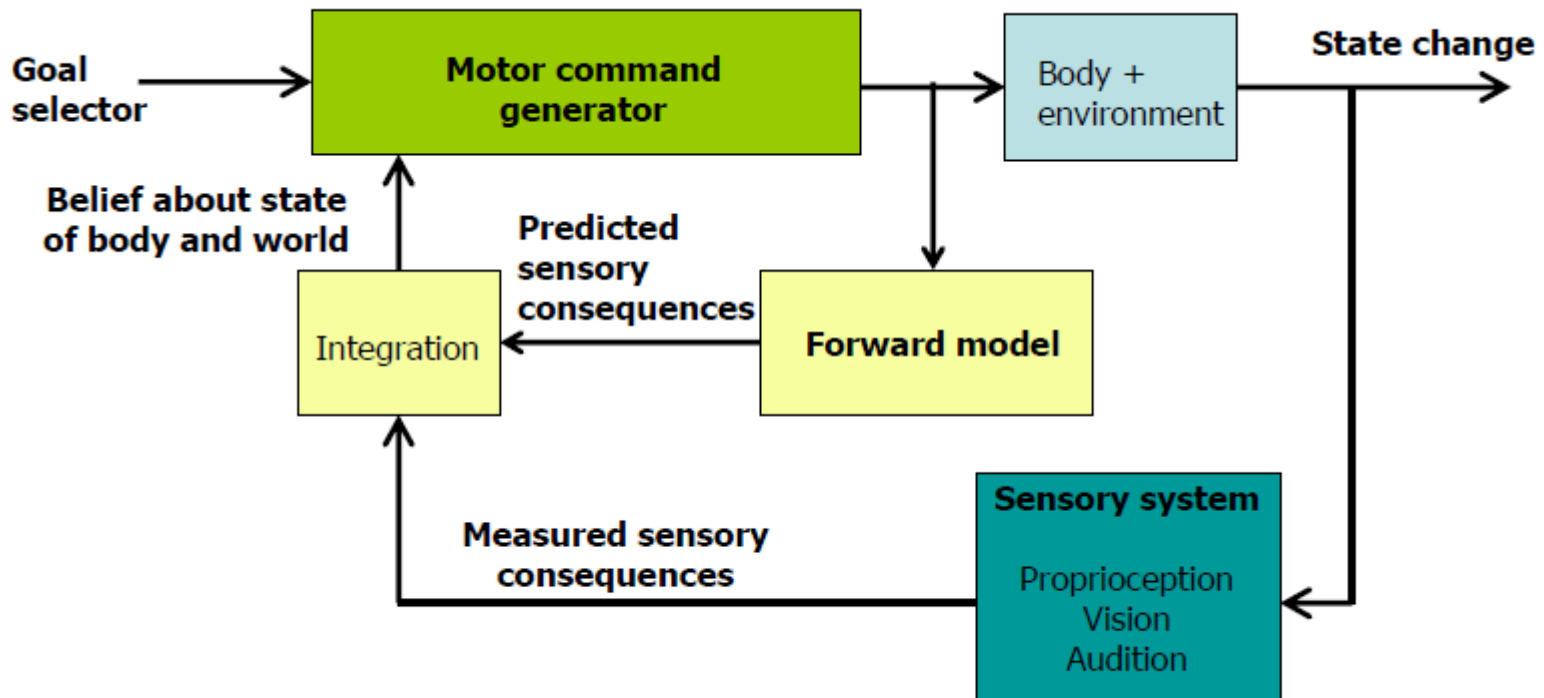 Goal
selector
Motor command
generator
Body +
environment
State change
Belief about state
of body and world
Predicted
sensory
consequences
Integration
Forward model
Measured sensory
consequences
Sensory system
Proprioception
Vision
Audition